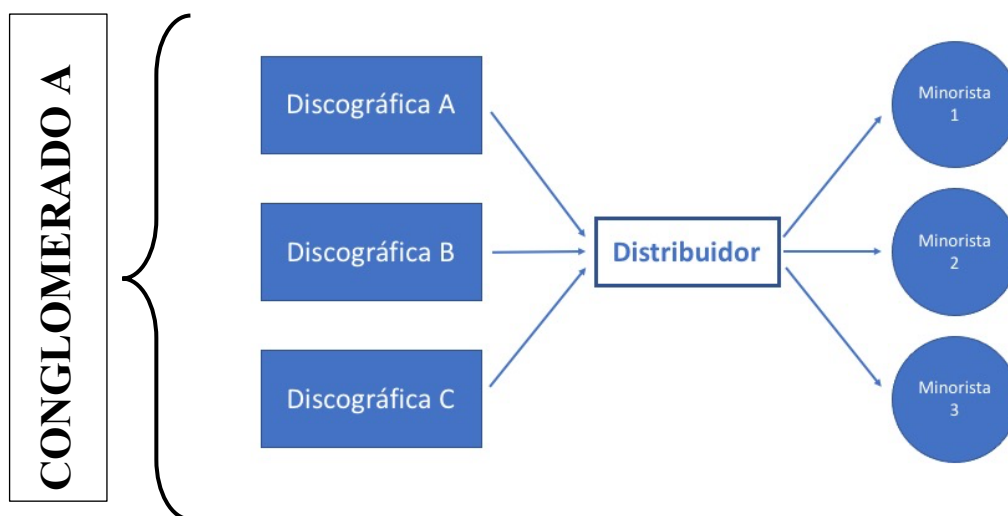 CONGLOMERADO A
Discográfica A
Discográfica B
Discográfica C
Distribuidor
Minorista
1
Minorista
2
Minorista
3